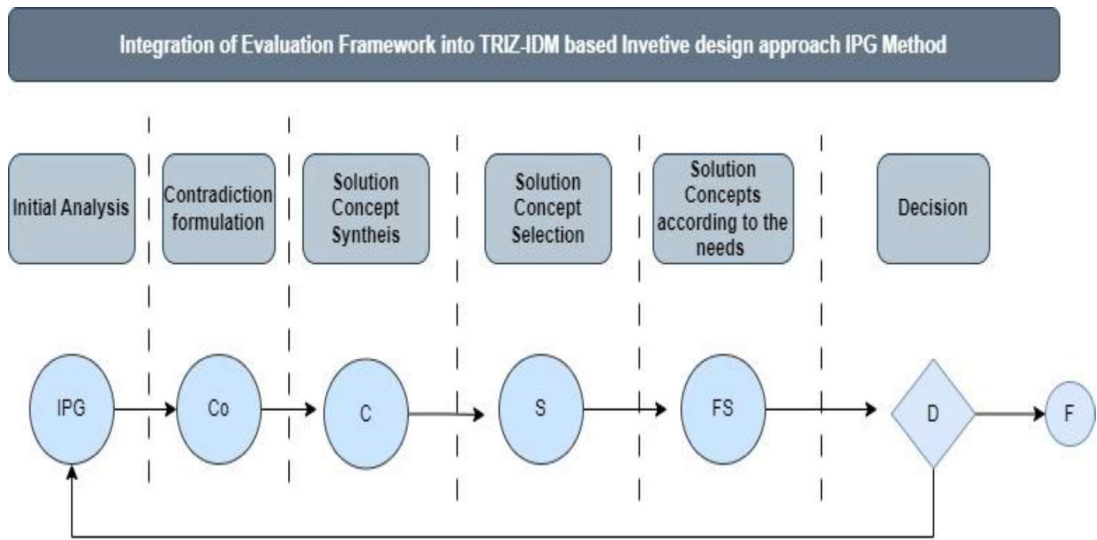 Integration of Evaluation Framework into TRIZ-IDM based Invetive design approach IPG Method
Initial Analysis
Contradiction
formulation
Solution
Concept
Syntheis
Solution
Concept
Selection
Solution
Concepts
according to the
needs
Decision
IPG
Co
C
S
FS
D
F